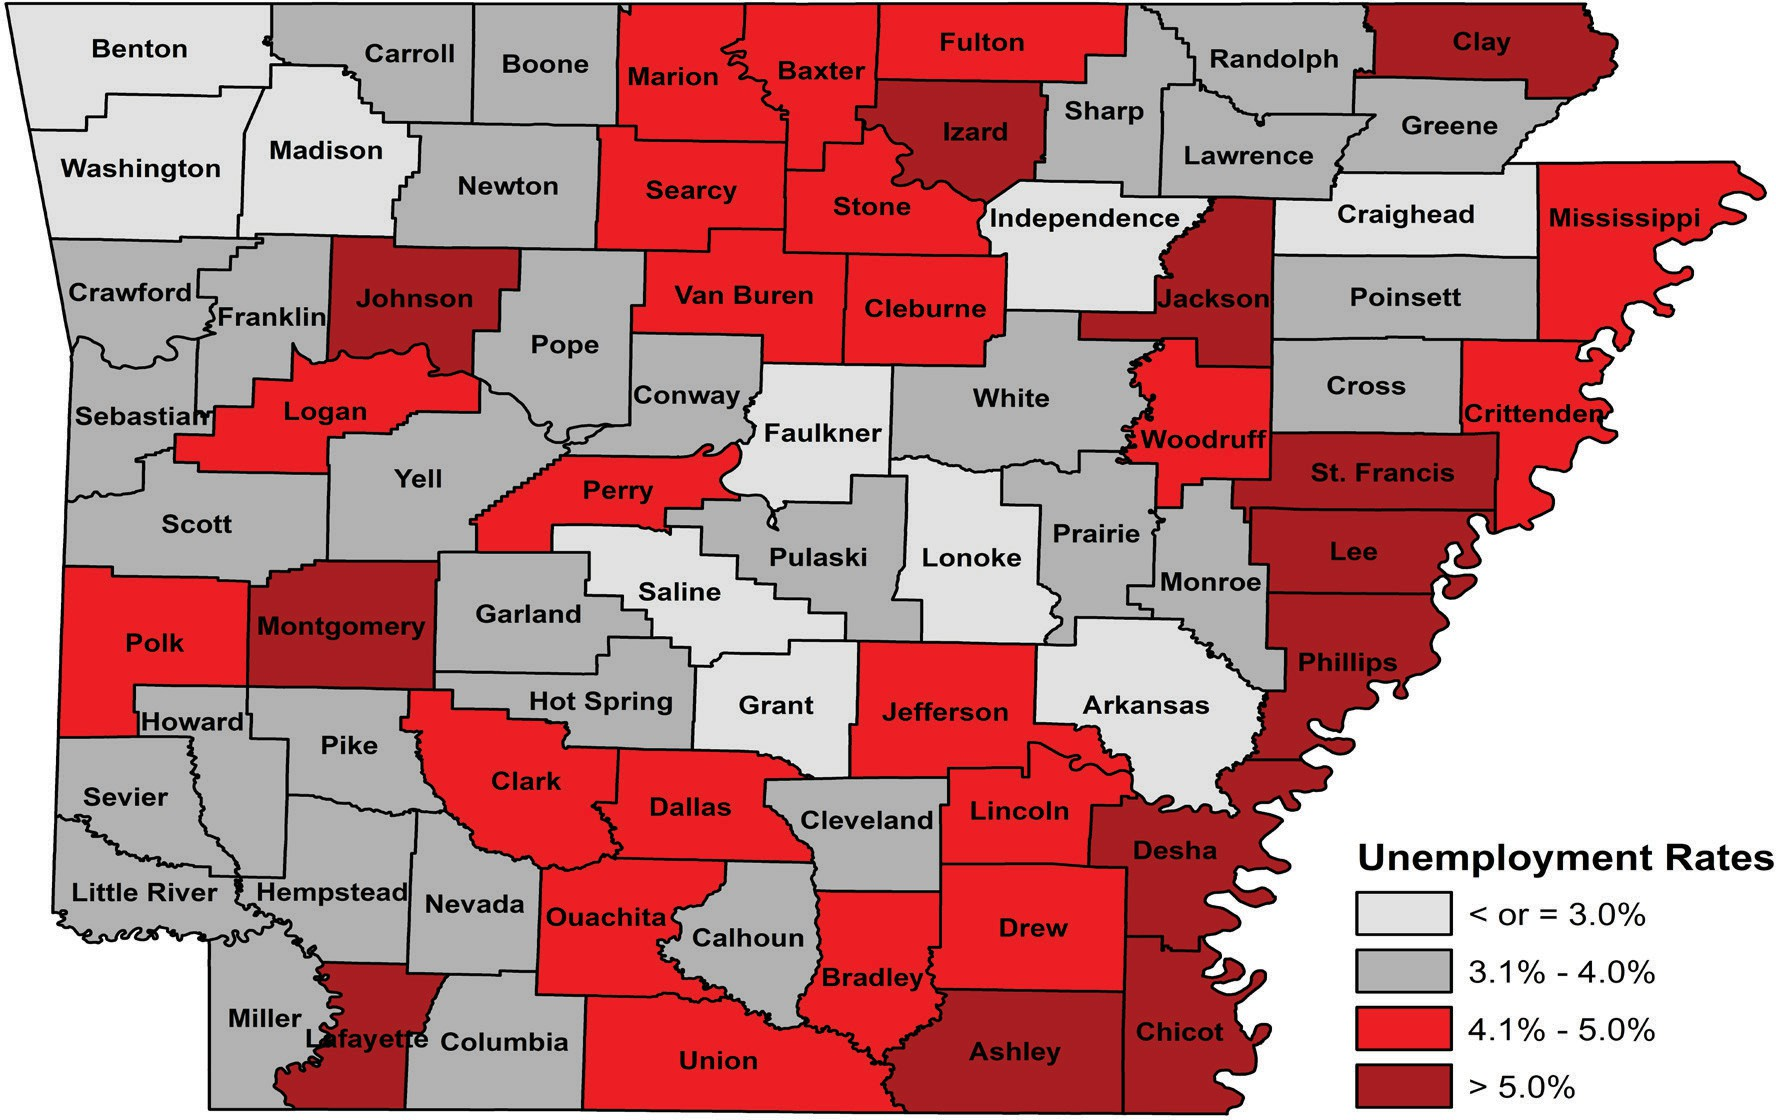 Benton
Carroll
Boone
Marion
Baxter
Fulton
Randolph
Clay
Sharp
Izard
Greene
Lawrence
Washington
Madison
Newton
Searcy
Stone
Independence
Craighead
Mississippi
Crawford
Franklin
Johnson
Pope
Van Buren
Cleburne
Jackson
Poinsett
Sebastian
Logan
Conway
Faulkner
White
Woodruff
Cross
Crittenden
Scott
Yell
Perry
Pulaski
Lonoke
Prairie
St. Francis
Lee
Monroe
Polk
Montgomery
Garland
Saline
Phillips
Howard
Pike
Hot Spring
Grant
Jefferson
Arkansas
Sevier
Clark
Dallas
Cleveland
Lincoln
Desha
Little River
Hempstead
Nevada
Ouachita
Calhoun
Bradley
Drew
Miller
Lafayette
Columbia
Union
Ashley
Chicot
Unemployment Rates
< or = 3.0%
3.1% - 4.0%
4.1% - 5.0%
> 5.0%